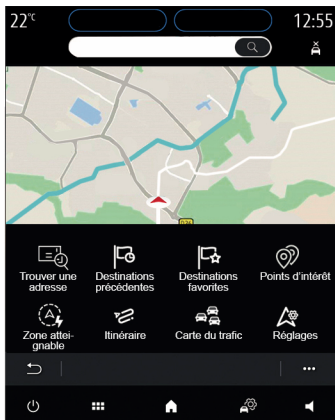 22°C
12:55
D36
Trouver une
adresse
Destinations
précédentes
Destinations
favorites
Points d'intérêt
Zone attei-
gnable
Itinéraire
Carte du trafic
Réglages